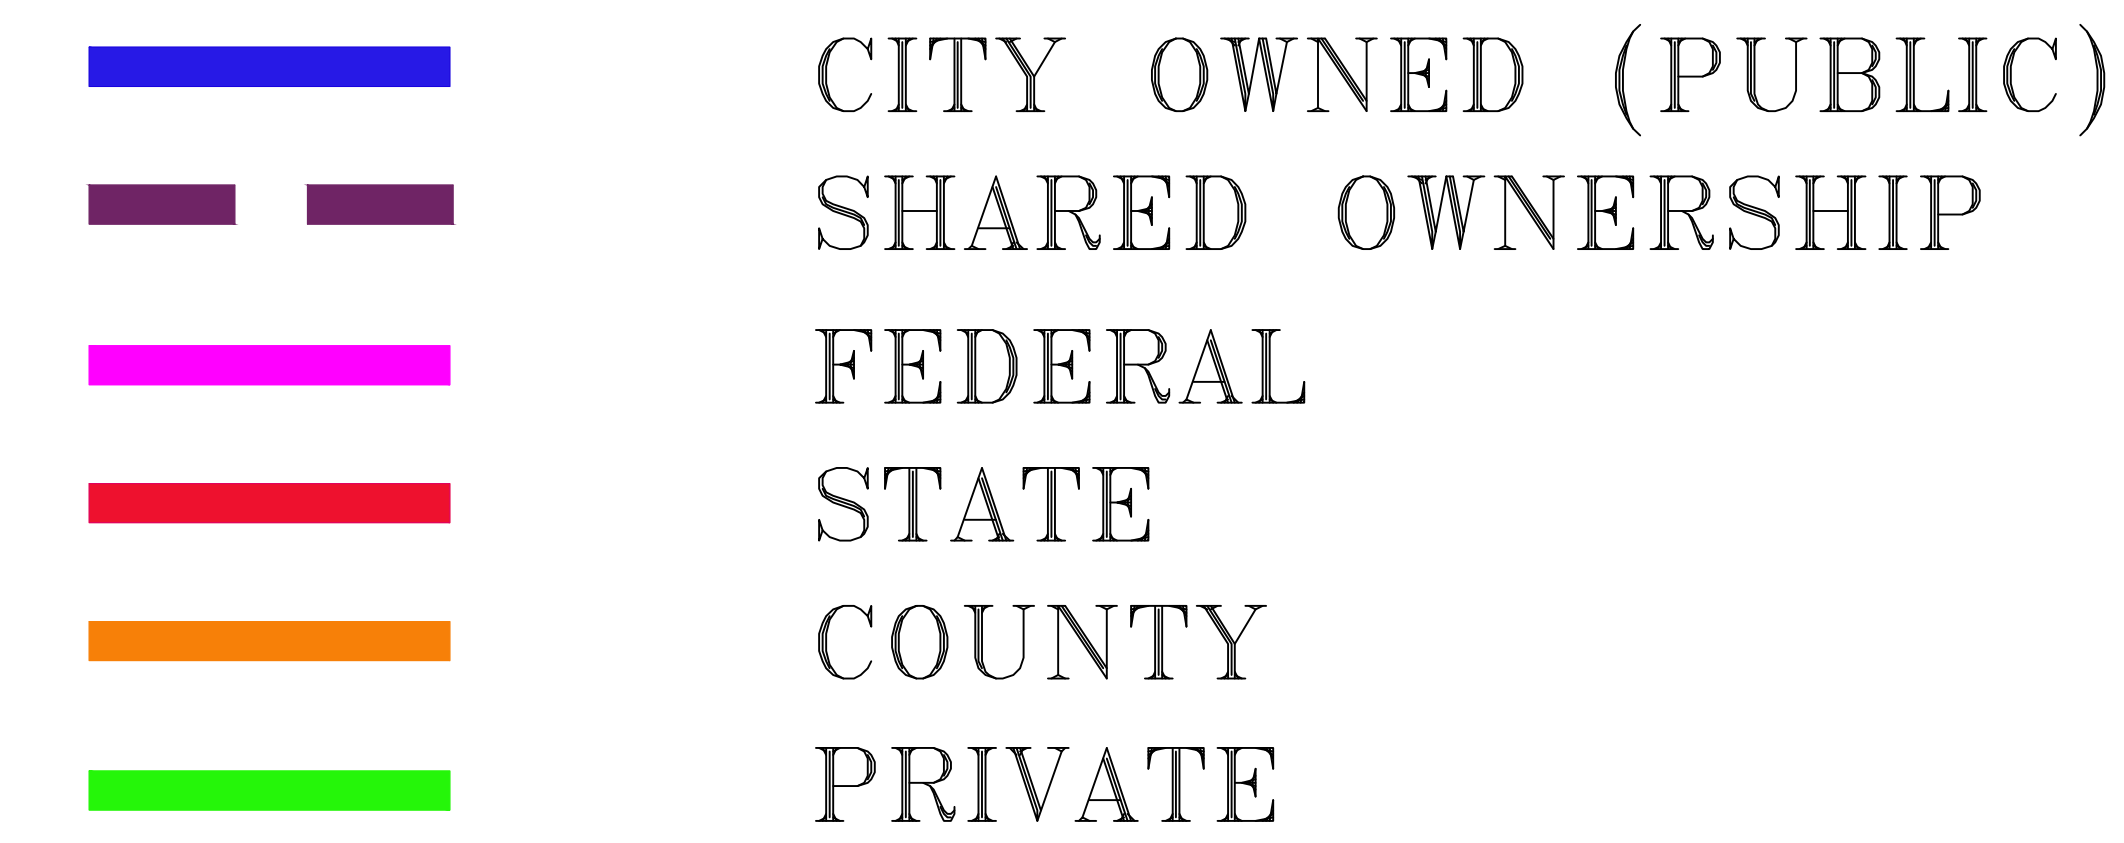 CITY OWNED (PUBLIC)
SHARED OWNERSHIP
FEDERAL
STATE
COUNTY
PRIVATE